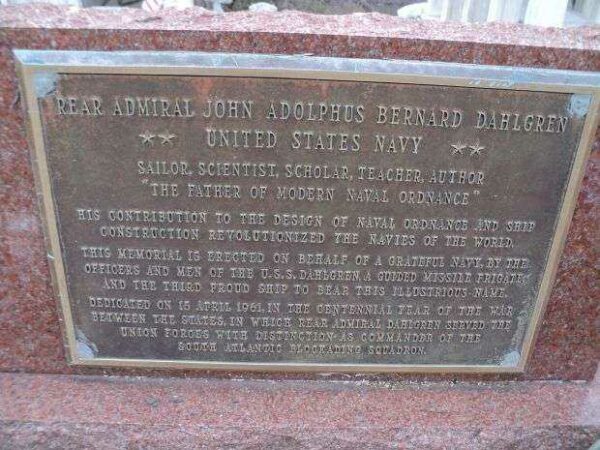 REAR ADMIRAL JOHN ADOLPHUS BERNARD DAHLGREN
UNITED STATES NAVY
SAILOR, SCIENTIST, SCHOLAR, TEACHER, AUTHOR
"THE FATHER OF MODERN NAVAL ORDNANCE"
HIS CONTRIBUTION TO THE DESIGN OF NAVAL ORDNANCE AND SHIP
CONSTRUCTION REVOLUTIONIZED THE NAVIES OF THE WORLD.
THIS MEMORIAL IS ERECTED ON BEHALF OF A GRATEFUL NAVY, BY THE
OFFICERS AND MEN OF THE U.S.S. DAHLGREN, A GUIDED MISSILE FRIGATE
AND THE THIRD PROUD SHIP TO BEAR THIS ILLUSTRIOUS NAME.
DEDICATED ON 15 APRIL 1961, IN THE CENTENNIAL YEAR OF THE WAR
BETWEEN THE STATES, IN WHICH REAR ADMIRAL DAHLGREN SERVED THE
UNION FORCES WITH DISTINCTION AS COMMANDER OF THE
SOUTH ATLANTIC BLOCKADING SQUADRON.